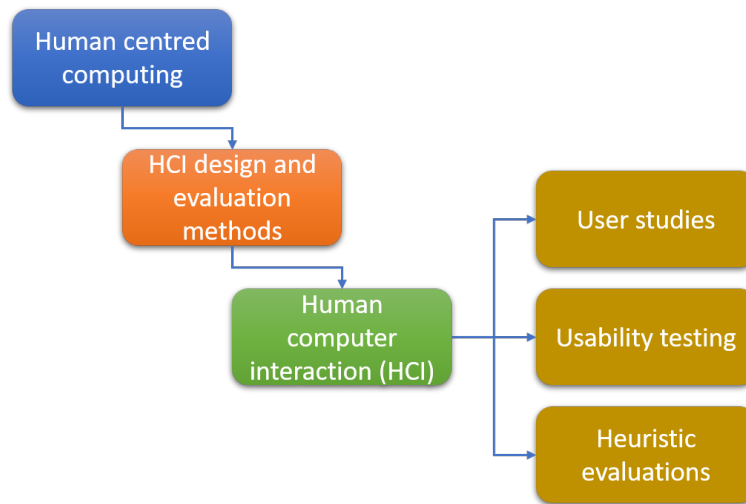 Human centred
computing
HCI design and
evaluation
methods
Human
computer
interaction (HCI)
User studies
Usability testing
Heuristic
evaluations